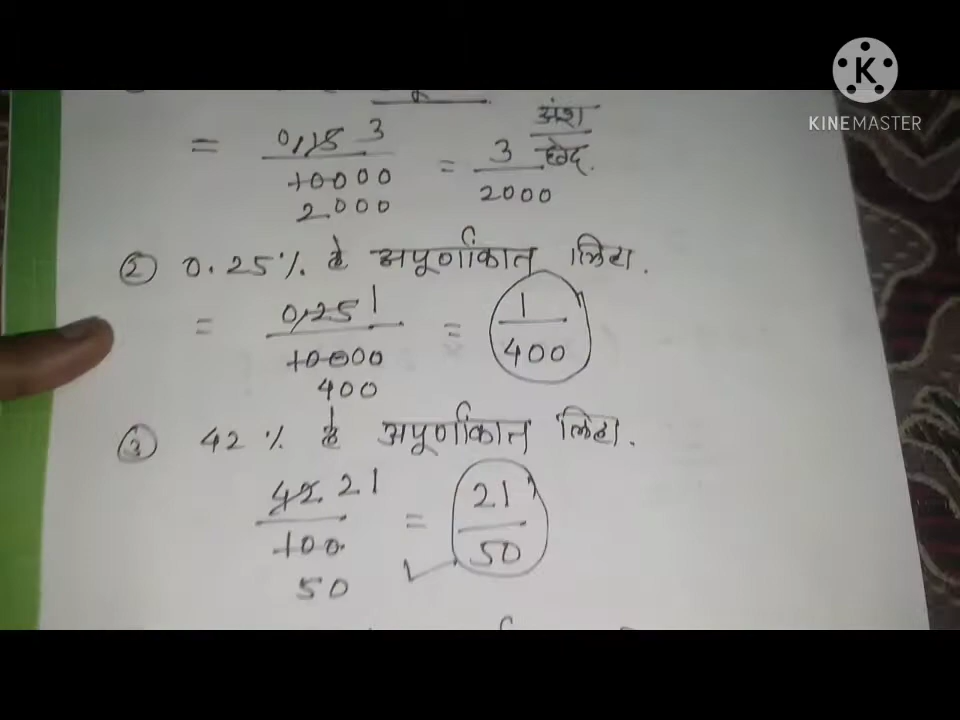 K
KINEMASTER
= 0,15 3 / 10000 2000 = 3 / 2000 अंश / छेद.
② 0.25% हे अपूर्णांकात लिहा.
= 0,25 1 / 10000 400 = 1 / 400
③ 42 % हे अपूर्णांकात लिहा.
42. 21 / 100. 50 = 21 / 50